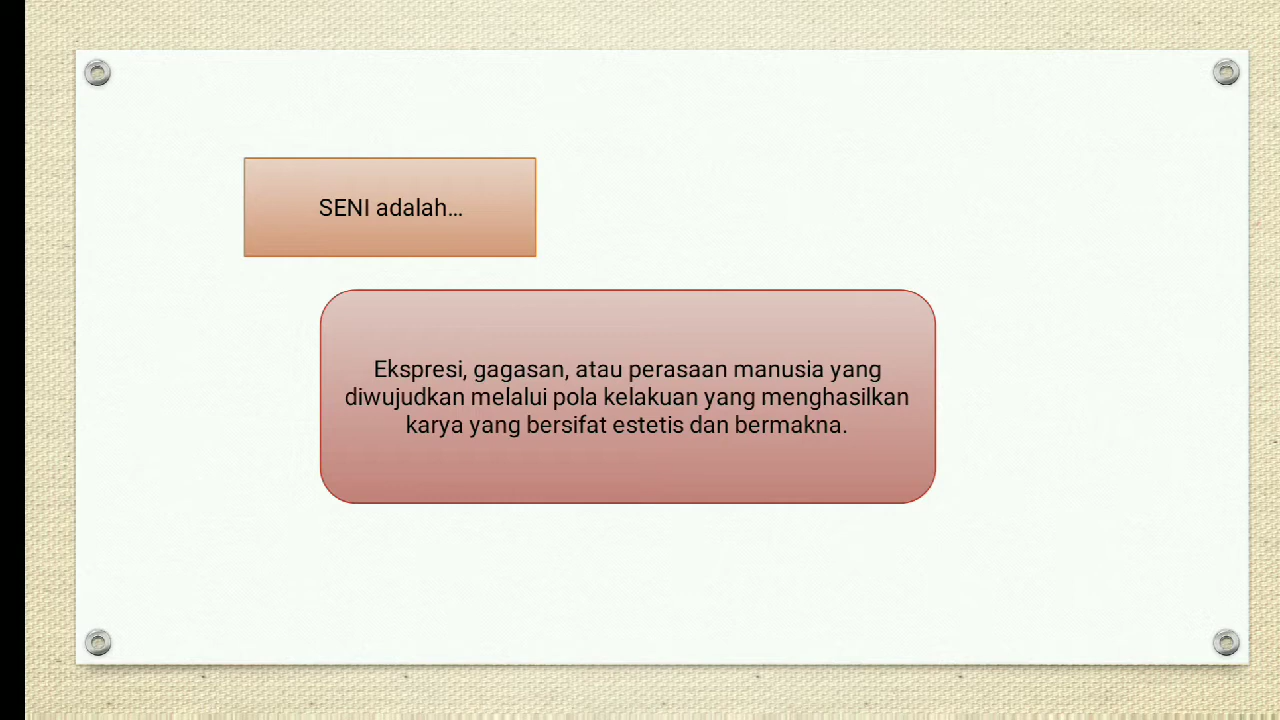 SENI adalah...
Ekspresi, gagasan, atau perasaan manusia yang
diwujudkan melalui pola kelakuan yang menghasilkan
karya yang bersifat estetis dan bermakna.